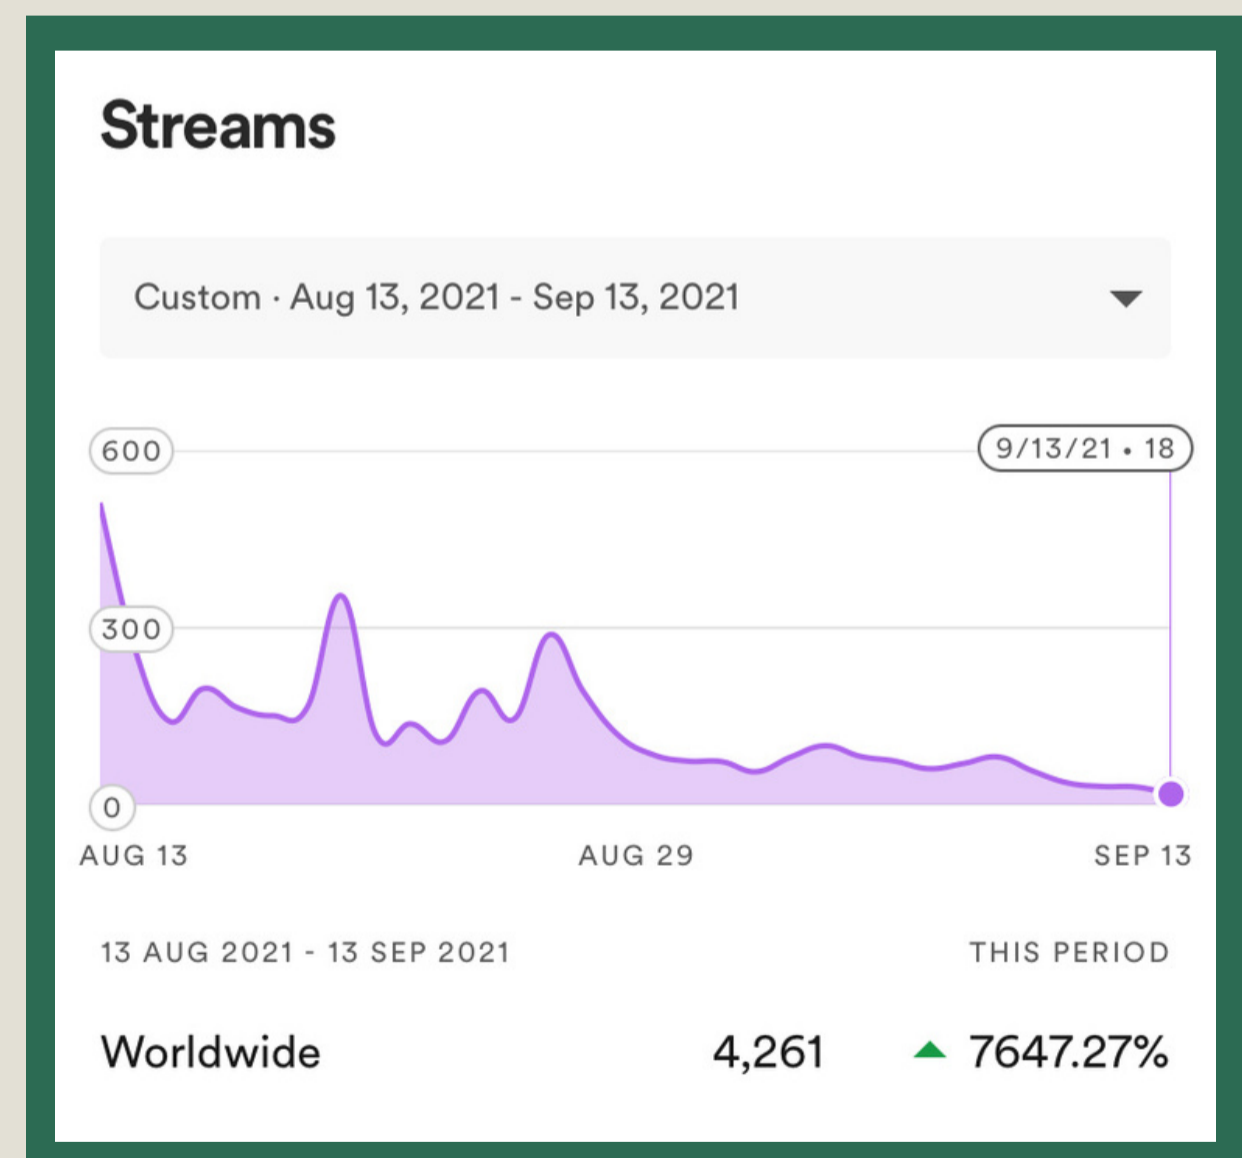 Streams
Custom · Aug 13, 2021 - Sep 13, 2021
600
9/13/21 • 18
300
0
AUG 13 AUG 29 SEP 13
13 AUG 2021 - 13 SEP 2021 THIS PERIOD
Worldwide 4,261 ▲ 7647.27%